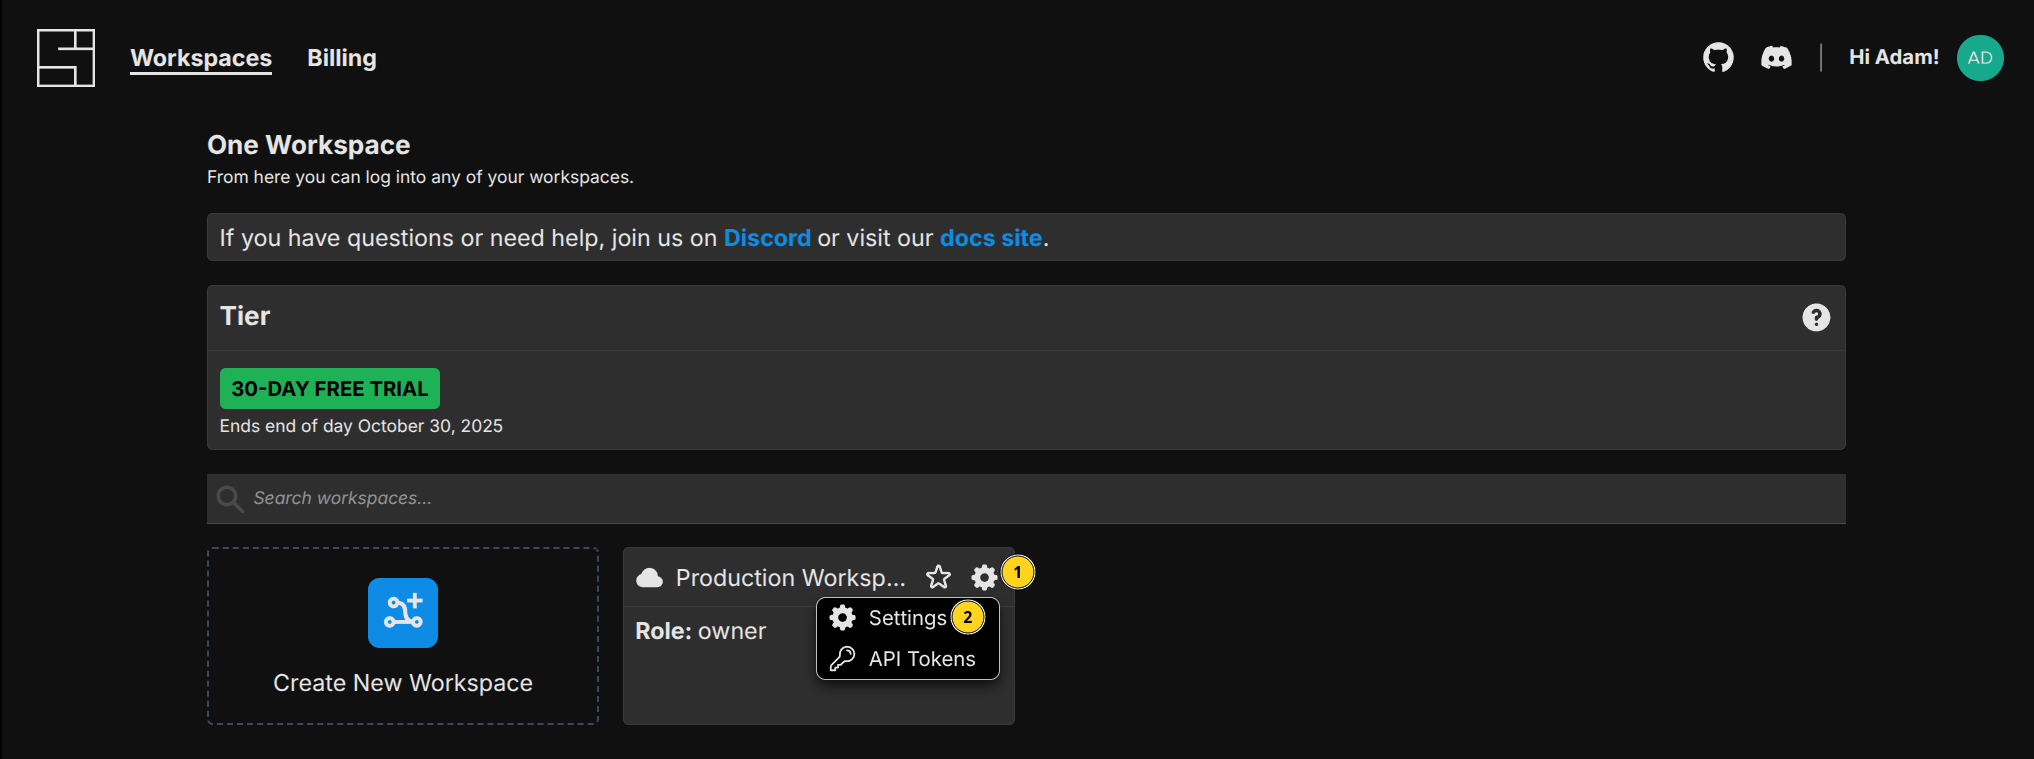 Workspaces Billing Hi Adam! AD
One Workspace
From here you can log into any of your workspaces.
If you have questions or need help, join us on Discord or visit our docs site.
Tier
30-DAY FREE TRIAL
Ends end of day October 30, 2025
Search workspaces...
Create New Workspace
Production Worksp... 1
Role: owner
Settings 2
API Tokens